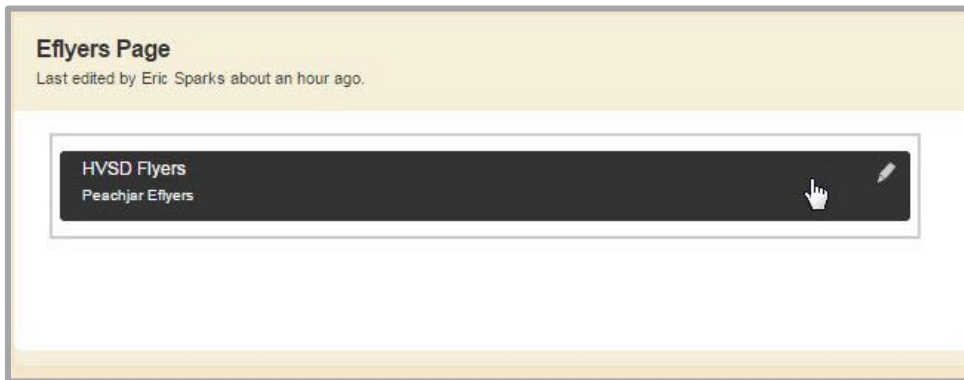 Eflyers Page
Last edited by Eric Sparks about an hour ago.
HVSD Flyers
Peachjar Eflyers